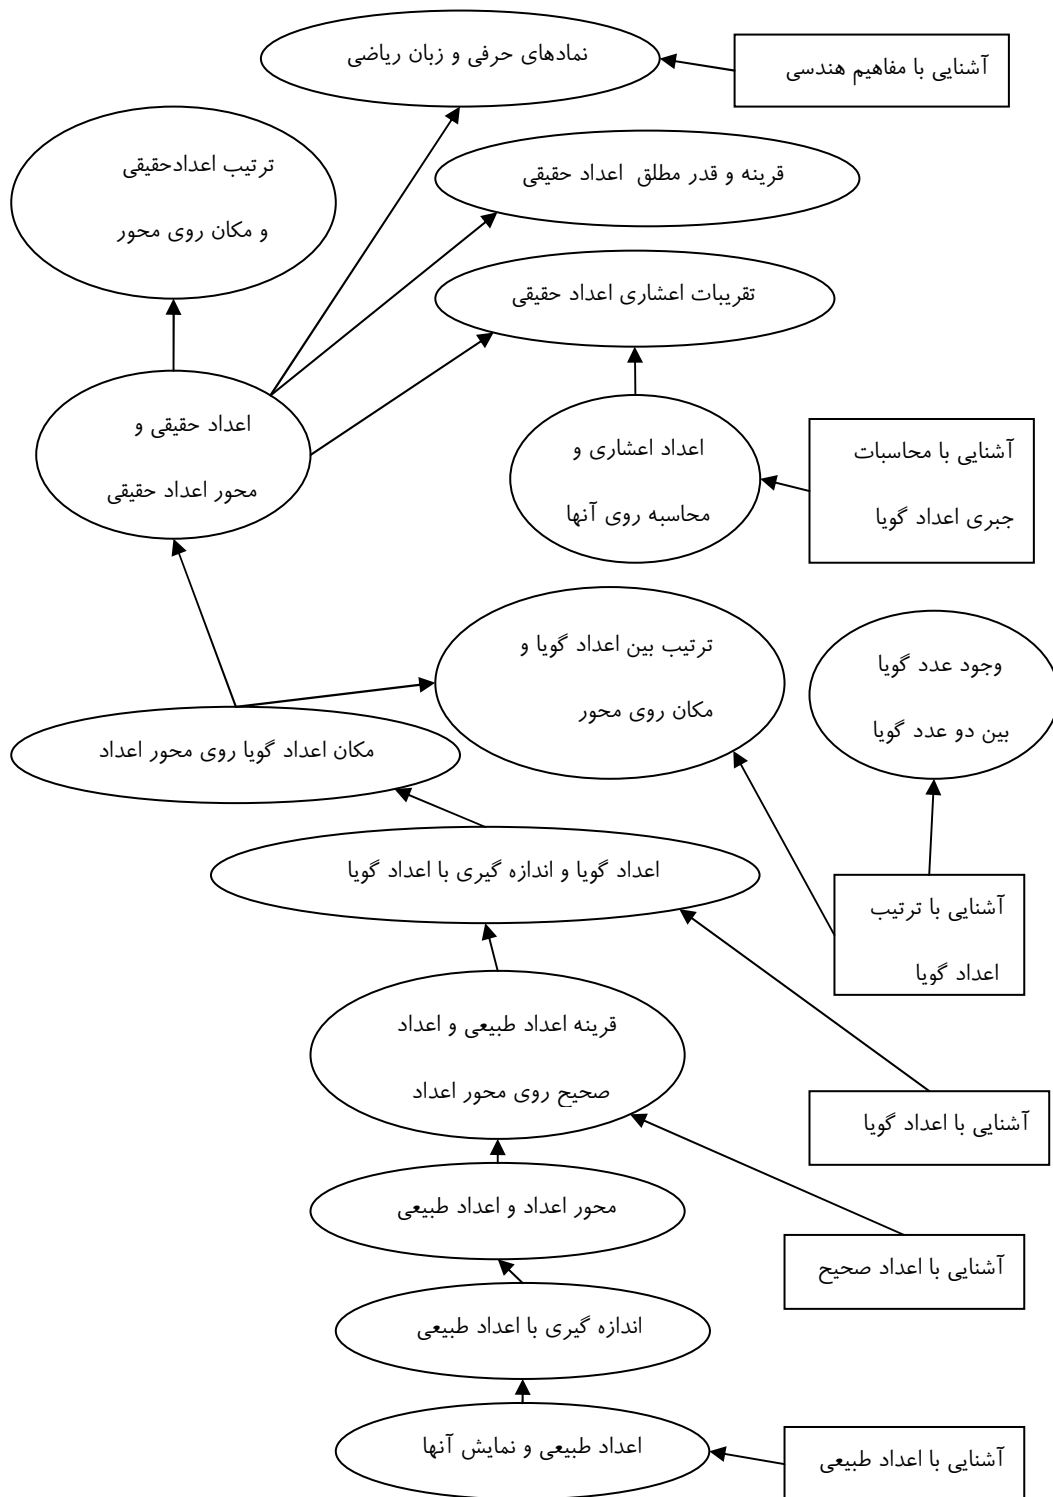 نمادهای حرفی و زبان ریاضی
آشنایی با مفاهیم هندسی
ترتیب اعدادحقیقی
و مکان روی محور
قرینه و قدر مطلق اعداد حقیقی
تقریبات اعشاری اعداد حقیقی
اعداد حقیقی و
محور اعداد حقیقی
اعداد اعشاری و
محاسبه روی آنها
آشنایی با محاسبات
جبری اعداد گویا
ترتیب بین اعداد گویا و
مکان روی محور
وجود عدد گویا
بین دو عدد گویا
مکان اعداد گویا روی محور اعداد
اعداد گویا و اندازه گیری با اعداد گویا
آشنایی با ترتیب
اعداد گویا
قرینه اعداد طبیعی و اعداد
صحیح روی محور اعداد
آشنایی با اعداد گویا
محور اعداد و اعداد طبیعی
آشنایی با اعداد صحیح
اندازه گیری با اعداد طبیعی
اعداد طبیعی و نمایش آنها
آشنایی با اعداد طبیعی